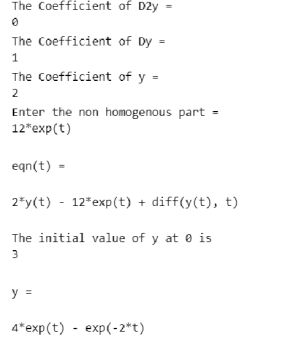 The Coefficient of D2y =
0
The Coefficient of Dy =
1
The Coefficient of y =
2
Enter the non homogenous part =
12*exp(t)
eqn(t) =
2*y(t) - 12*exp(t) + diff(y(t), t)
The initial value of y at 0 is
3
y =
4*exp(t) - exp(-2*t)